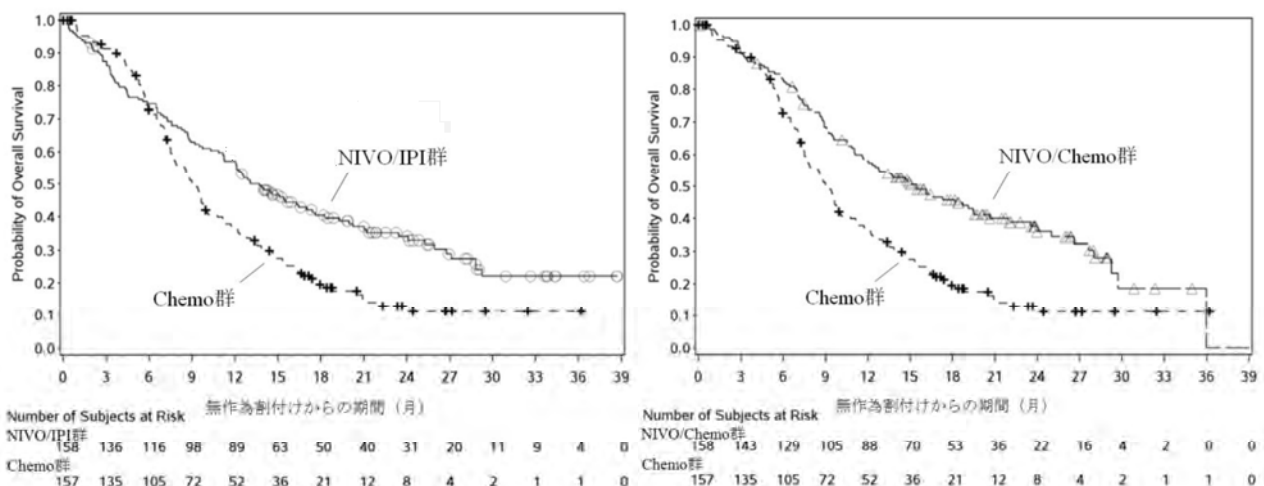 Probability of Overall Survival
1.0
0.9
0.8
0.7
0.6
0.5
0.4
0.3
0.2
0.1
0.0
NIVO/IPI群
Chemo群
0 3 6 9 12 15 18 21 24 27 30 33 36 39
無作為割付けからの期間（月）
Number of Subjects at Risk
NIVO/IPI群
158 136 116 98 89 63 50 40 31 20 11 9 4 0
Chemo群
157 135 105 72 52 36 21 12 8 4 2 1 1 0
Probability of Overall Survival
1.0
0.9
0.8
0.7
0.6
0.5
0.4
0.3
0.2
0.1
0.0
NIVO/Chemo群
Chemo群
0 3 6 9 12 15 18 21 24 27 30 33 36 39
無作為割付けからの期間（月）
Number of Subjects at Risk
NIVO/Chemo群
158 143 129 105 88 70 53 36 22 16 4 2 0 0
Chemo群
157 135 105 72 52 36 21 12 8 4 2 1 1 0